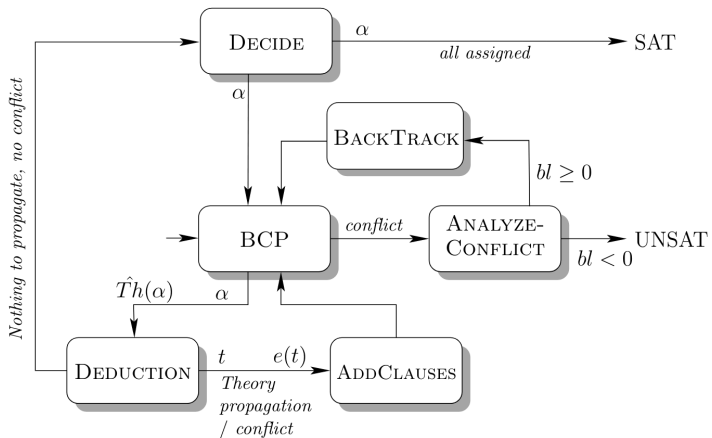 DECIDE
α
all assigned
SAT
α
Nothing to propagate, no conflict
BACKTRACK
bl ≥ 0
BCP
conflict
ANALYZE-
CONFLICT
UNSAT
bl < 0
T̂h(α)
α
DEDUCTION
t
e(t)
ADDCLAUSES
Theory
propagation
/ conflict